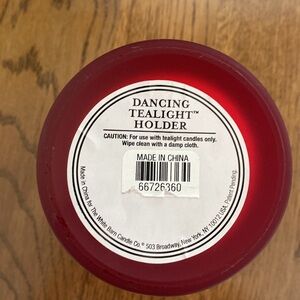 DANCING
TEALIGHT™
HOLDER
CAUTION: For use with tealight candles only.
Wipe clean with a damp cloth.
MADE IN CHINA
66726360
Made in China for The White Barn Candle Co.® 503 Broadway, New York, NY 10012 USA. Patent Pending.